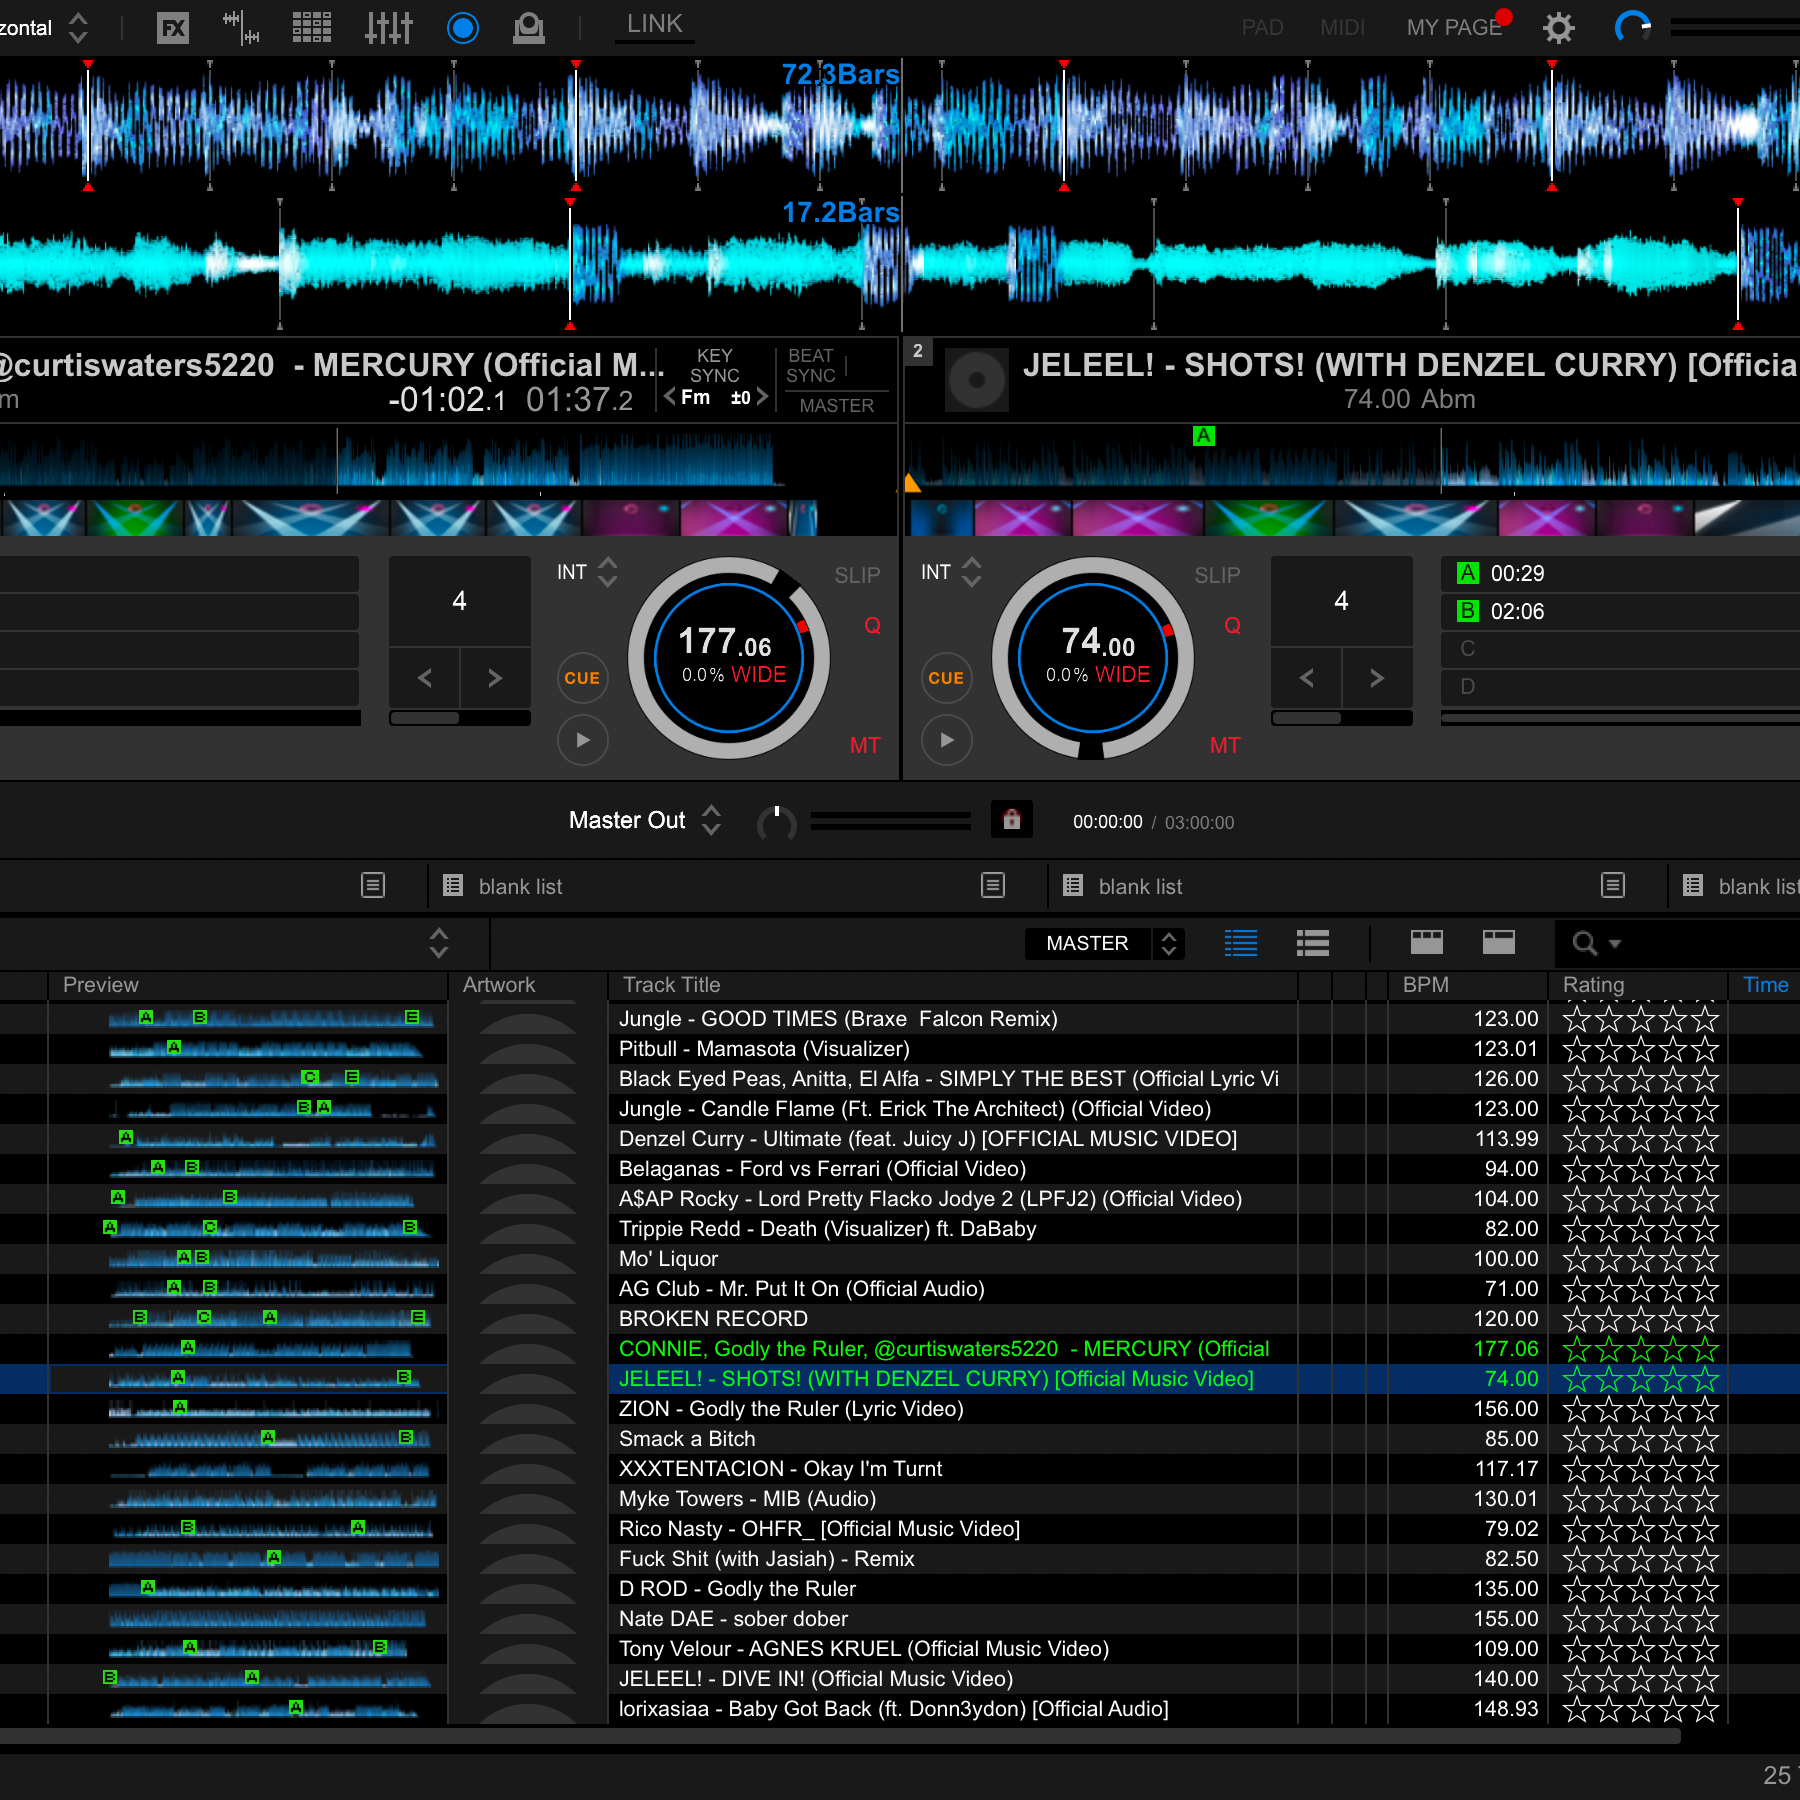 zontal FX LINK PAD MIDI MY PAGE
72.3Bars
17.2Bars
@curtiswaters5220 - MERCURY (Official M...
m -01:02.1 01:37.2
KEY SYNC
Fm ±0
BEAT SYNC
MASTER
2 JELEEL! - SHOTS! (WITH DENZEL CURRY) [Officia
74.00 Abm
A
4
INT
SLIP
177.06
0.0% WIDE
Q
CUE
MT
INT
SLIP
74.00
0.0% WIDE
Q
CUE
MT
4
A 00:29
B 02:06
C
D
Master Out 00:00:00 / 03:00:00
blank list blank list blank list
MASTER
Preview Artwork Track Title BPM Rating Time
A B E Jungle - GOOD TIMES (Braxe  Falcon Remix) 123.00
A Pitbull - Mamasota (Visualizer) 123.01
C E Black Eyed Peas, Anitta, El Alfa - SIMPLY THE BEST (Official Lyric Vi 126.00
B A Jungle - Candle Flame (Ft. Erick The Architect) (Official Video) 123.00
A Denzel Curry - Ultimate (feat. Juicy J) [OFFICIAL MUSIC VIDEO] 113.99
A B Belaganas - Ford vs Ferrari (Official Video) 94.00
A B A$AP Rocky - Lord Pretty Flacko Jodye 2 (LPFJ2) (Official Video) 104.00
A C B Trippie Redd - Death (Visualizer) ft. DaBaby 82.00
A B Mo' Liquor 100.00
A B AG Club - Mr. Put It On (Official Audio) 71.00
B C A E BROKEN RECORD 120.00
A CONNIE, Godly the Ruler, @curtiswaters5220  - MERCURY (Official 177.06
A B JELEEL! - SHOTS! (WITH DENZEL CURRY) [Official Music Video] 74.00
A ZION - Godly the Ruler (Lyric Video) 156.00
A B Smack a Bitch 85.00
XXXTENTACION - Okay I'm Turnt 117.17
Myke Towers - MIB (Audio) 130.01
B A Rico Nasty - OHFR_ [Official Music Video] 79.02
A Fuck Shit (with Jasiah) - Remix 82.50
A D ROD - Godly the Ruler 135.00
Nate DAE - sober dober 155.00
A B Tony Velour - AGNES KRUEL (Official Music Video) 109.00
B A JELEEL! - DIVE IN! (Official Music Video) 140.00
A lorixasiaa - Baby Got Back (ft. Donn3ydon) [Official Audio] 148.93
25